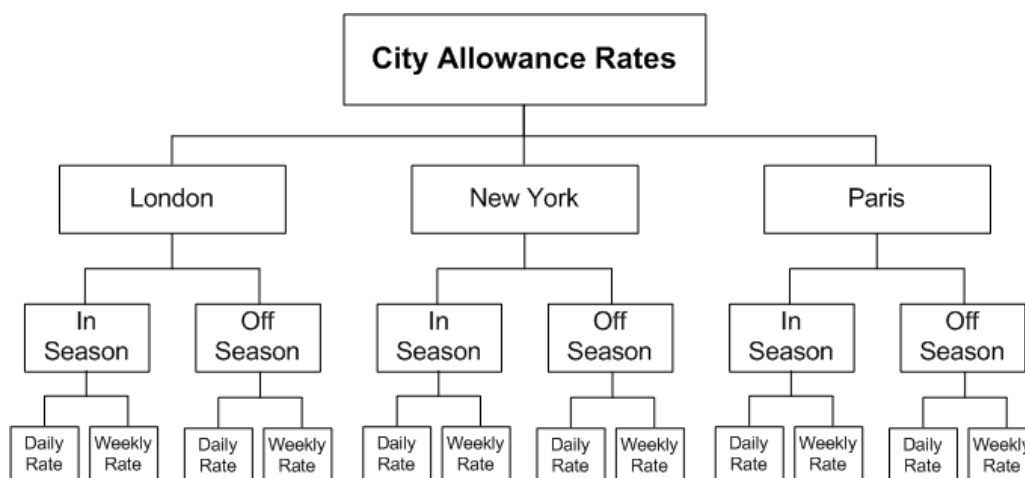 City Allowance Rates
London
New York
Paris
In
Season
Off
Season
In
Season
Off
Season
In
Season
Off
Season
Daily
Rate
Weekly
Rate
Daily
Rate
Weekly
Rate
Daily
Rate
Weekly
Rate
Daily
Rate
Weekly
Rate
Daily
Rate
Weekly
Rate
Daily
Rate
Weekly
Rate